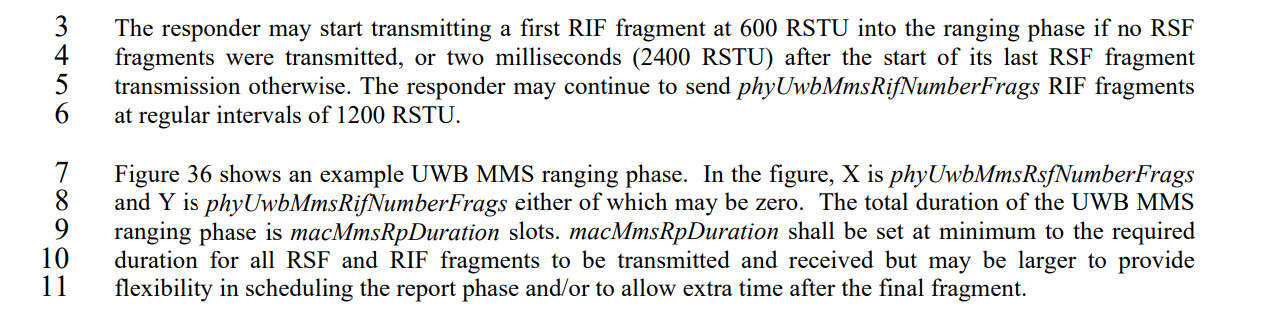 3 The responder may start transmitting a first RIF fragment at 600 RSTU into the ranging phase if no RSF
4 fragments were transmitted, or two milliseconds (2400 RSTU) after the start of its last RSF fragment
5 transmission otherwise. The responder may continue to send phyUwbMmsRifNumberFrags RIF fragments
6 at regular intervals of 1200 RSTU.
7 Figure 36 shows an example UWB MMS ranging phase. In the figure, X is phyUwbMmsRsfNumberFrags
8 and Y is phyUwbMmsRifNumberFrags either of which may be zero. The total duration of the UWB MMS
9 ranging phase is macMmsRpDuration slots. macMmsRpDuration shall be set at minimum to the required
10 duration for all RSF and RIF fragments to be transmitted and received but may be larger to provide
11 flexibility in scheduling the report phase and/or to allow extra time after the final fragment.